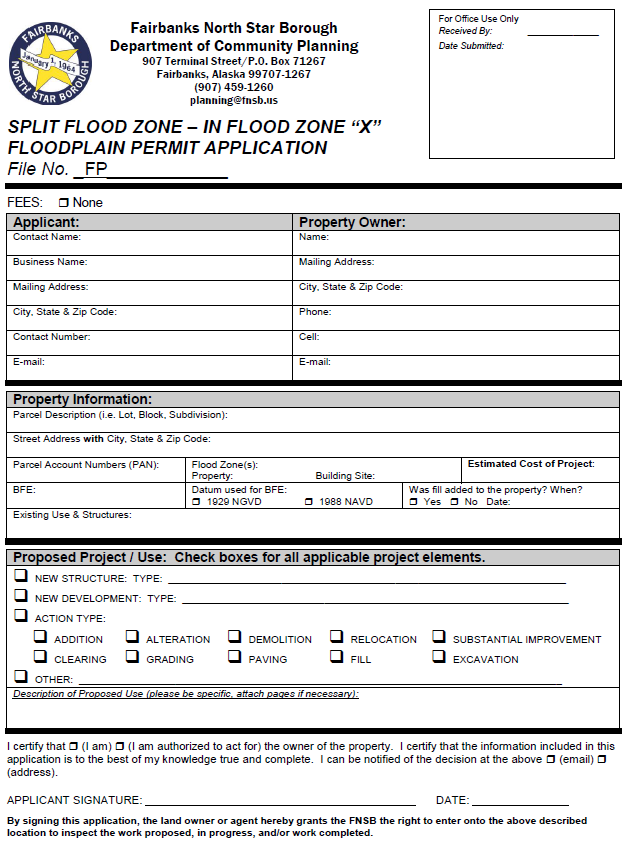 FAIRBANKS
January 1, 1964
NORTH STAR BOROUGH
Fairbanks North Star Borough
Department of Community Planning
907 Terminal Street/P.O. Box 71267
Fairbanks, Alaska 99707-1267
(907) 459-1260
planning@fnsb.us
For Office Use Only
Received By: ______________
Date Submitted:
SPLIT FLOOD ZONE – IN FLOOD ZONE “X”
FLOODPLAIN PERMIT APPLICATION
File No. _FP____________
FEES: ❒ None
Applicant: Property Owner:
Contact Name: Name:
Business Name: Mailing Address:
Mailing Address: City, State & Zip Code:
City, State & Zip Code: Phone:
Contact Number: Cell:
E-mail: E-mail:
Property Information:
Parcel Description (i.e. Lot, Block, Subdivision):
Street Address with City, State & Zip Code:
Parcel Account Numbers (PAN): Flood Zone(s): Estimated Cost of Project:
Property: Building Site:
BFE: Datum used for BFE: Was fill added to the property? When?
❒ 1929 NGVD ❒ 1988 NAVD ❒ Yes ❒ No Date:
Existing Use & Structures:
Proposed Project / Use: Check boxes for all applicable project elements.
❑ NEW STRUCTURE: TYPE: ______________________________
❑ NEW DEVELOPMENT: TYPE: ______________________________
❑ ACTION TYPE:
❑ ADDITION ❑ ALTERATION ❑ DEMOLITION ❑ RELOCATION ❑ SUBSTANTIAL IMPROVEMENT
❑ CLEARING ❑ GRADING ❑ PAVING ❑ FILL ❑ EXCAVATION
❑ OTHER: ______________________________
Description of Proposed Use (please be specific, attach pages if necessary):
I certify that ❒ (I am) ❒ (I am authorized to act for) the owner of the property. I certify that the information included in this
application is to the best of my knowledge true and complete. I can be notified of the decision at the above ❒ (email) ❒
(address).
APPLICANT SIGNATURE: ______________________________ DATE: ______________
By signing this application, the land owner or agent hereby grants the FNSB the right to enter onto the above described
location to inspect the work proposed, in progress, and/or work completed.